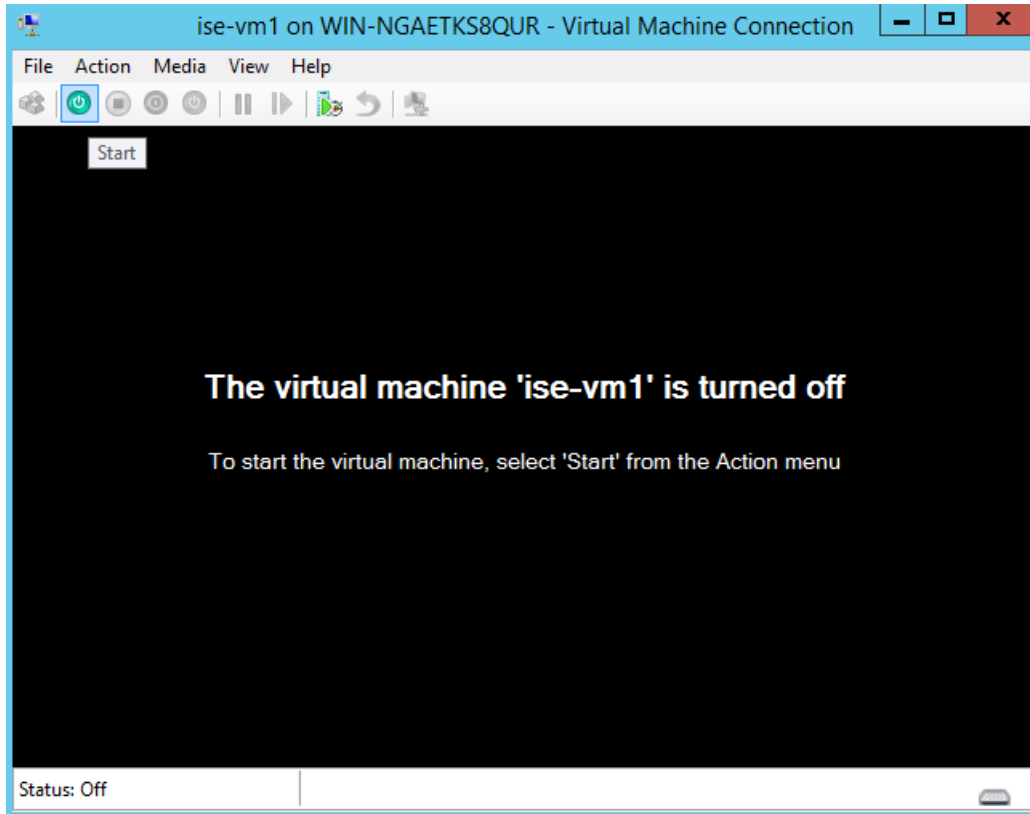 ise-vm1 on WIN-NGAETKS8QUR - Virtual Machine Connection
File Action Media View Help
Start
The virtual machine 'ise-vm1' is turned off
To start the virtual machine, select 'Start' from the Action menu
Status: Off